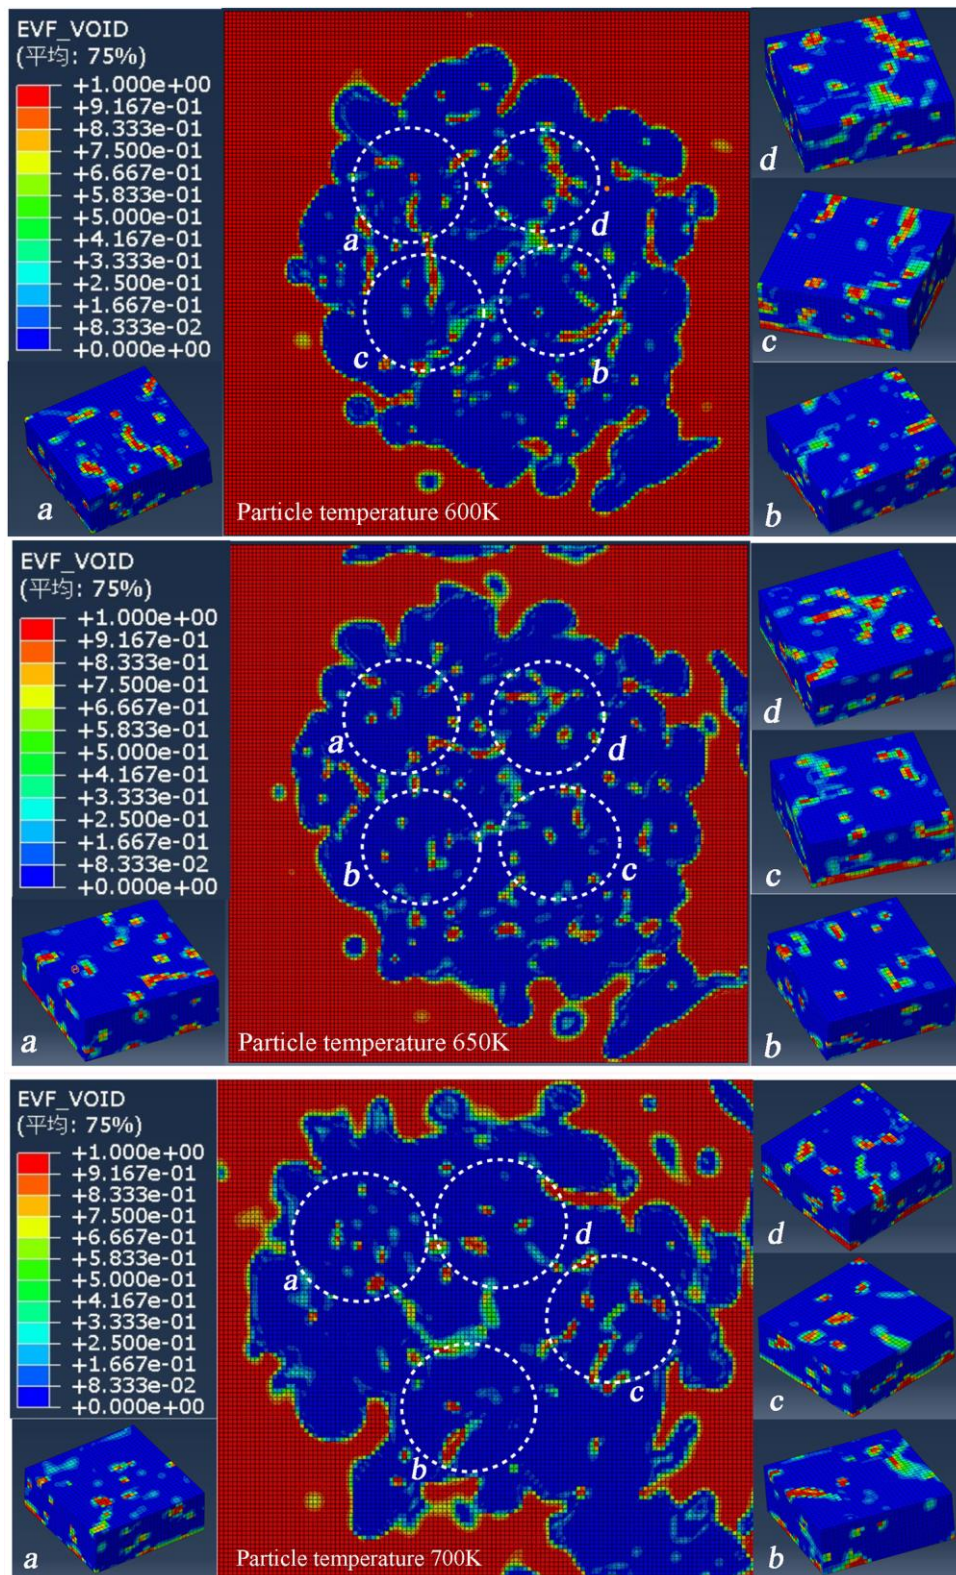 EVF_VOID
(平均: 75%)
+1.000e+00
+9.167e-01
+8.333e-01
+7.500e-01
+6.667e-01
+5.833e-01
+5.000e-01
+4.167e-01
+3.333e-01
+2.500e-01
+1.667e-01
+8.333e-02
+0.000e+00
a
d
c
b
a
Particle temperature 600K
d
c
b
EVF_VOID
(平均: 75%)
+1.000e+00
+9.167e-01
+8.333e-01
+7.500e-01
+6.667e-01
+5.833e-01
+5.000e-01
+4.167e-01
+3.333e-01
+2.500e-01
+1.667e-01
+8.333e-02
+0.000e+00
a
d
b
c
a
Particle temperature 650K
d
c
b
EVF_VOID
(平均: 75%)
+1.000e+00
+9.167e-01
+8.333e-01
+7.500e-01
+6.667e-01
+5.833e-01
+5.000e-01
+4.167e-01
+3.333e-01
+2.500e-01
+1.667e-01
+8.333e-02
+0.000e+00
d
a
c
b
a
Particle temperature 700K
d
c
b